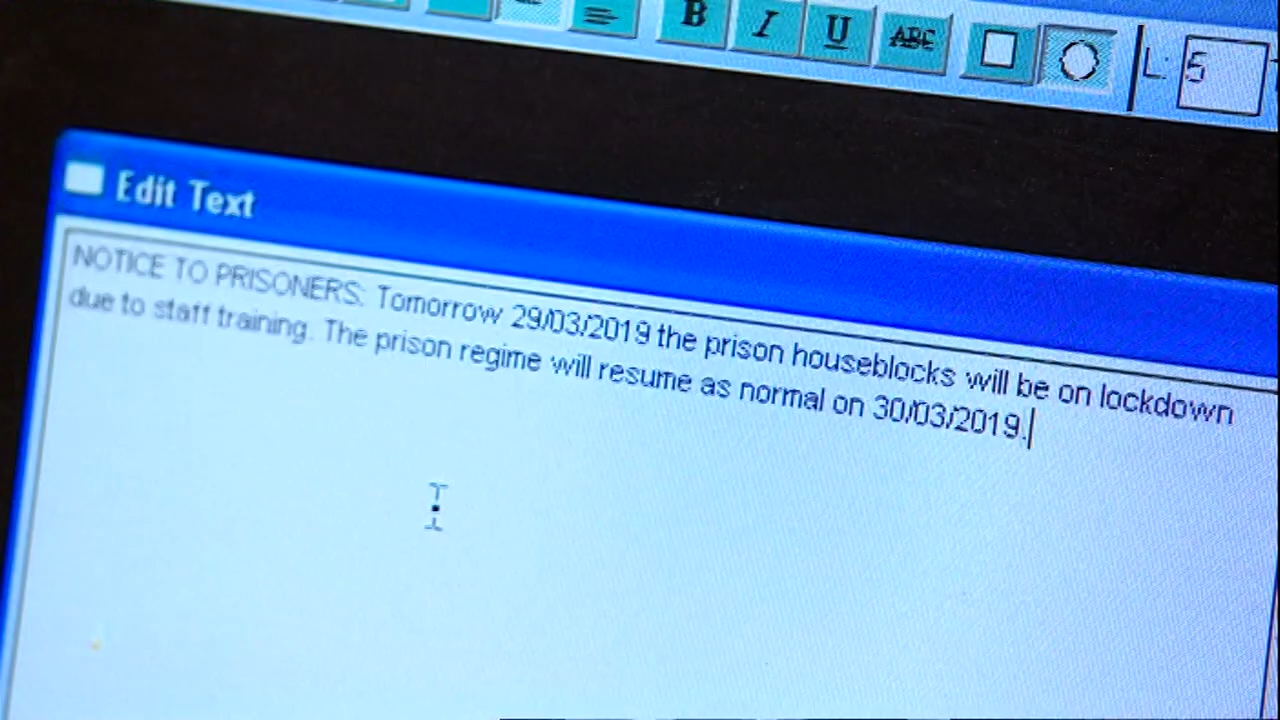 B I U ABC L: 5
Edit Text
NOTICE TO PRISONERS: Tomorrow 29/03/2019 the prison houseblocks will be on lockdown
due to staff training. The prison regime will resume as normal on 30/03/2019.